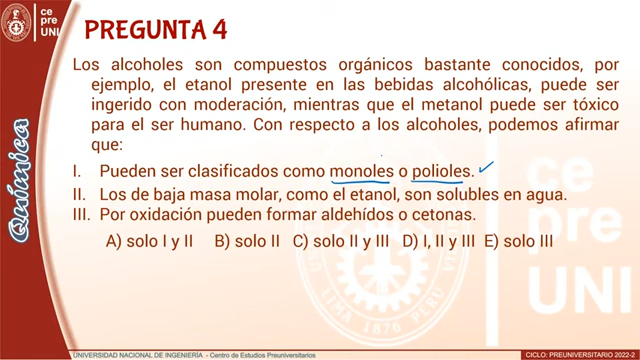 ce
pre
UNI
PREGUNTA 4
Los alcoholes son compuestos orgánicos bastante conocidos, por
ejemplo, el etanol presente en las bebidas alcohólicas, puede ser
ingerido con moderación, mientras que el metanol puede ser tóxico
para el ser humano. Con respecto a los alcoholes, podemos afirmar
que:
I. Pueden ser clasificados como monoles o polioles. ✓
II. Los de baja masa molar, como el etanol, son solubles en agua.
III. Por oxidación pueden formar aldehídos o cetonas.
A) solo I y II B) solo II C) solo II y III D) I, II y III E) solo III
Química
ce
pre
UNI
LIMA 1876 PERU
UNIVERSIDAD NACIONAL DE INGENIERÍA - Centro de Estudios Preuniversitarios
CICLO: PREUNIVERSITARIO 2022-2